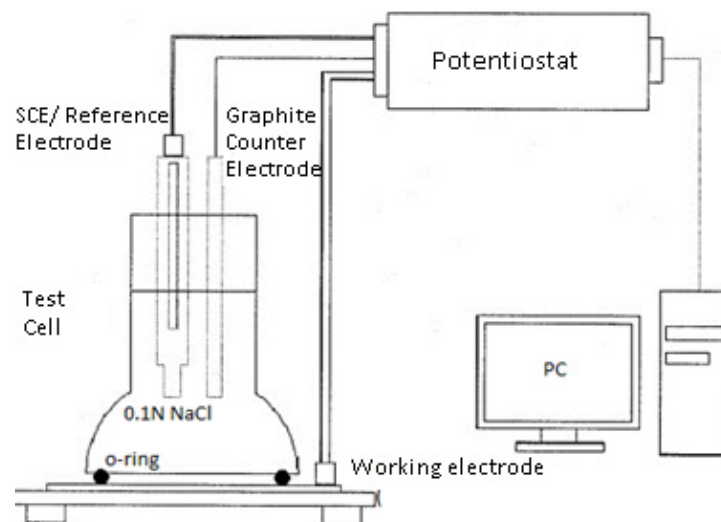 Potentiostat
SCE/ Reference
Electrode
Graphite
Counter
Electrode
Test
Cell
PC
0.1N NaCl
o-ring
Working electrode